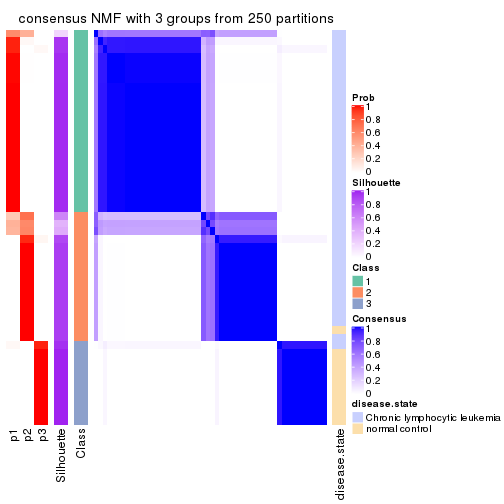 consensus NMF with 3 groups from 250 partitions
Prob
1
0.8
0.6
0.4
0.2
0
Silhouette
1
0.8
0.6
0.4
0.2
0
Class
1
2
3
Consensus
1
0.8
0.6
0.4
0.2
0
disease.state
Chronic lymphocytic leukemia
normal control
p1
p2
p3
Silhouette
Class
disease.state